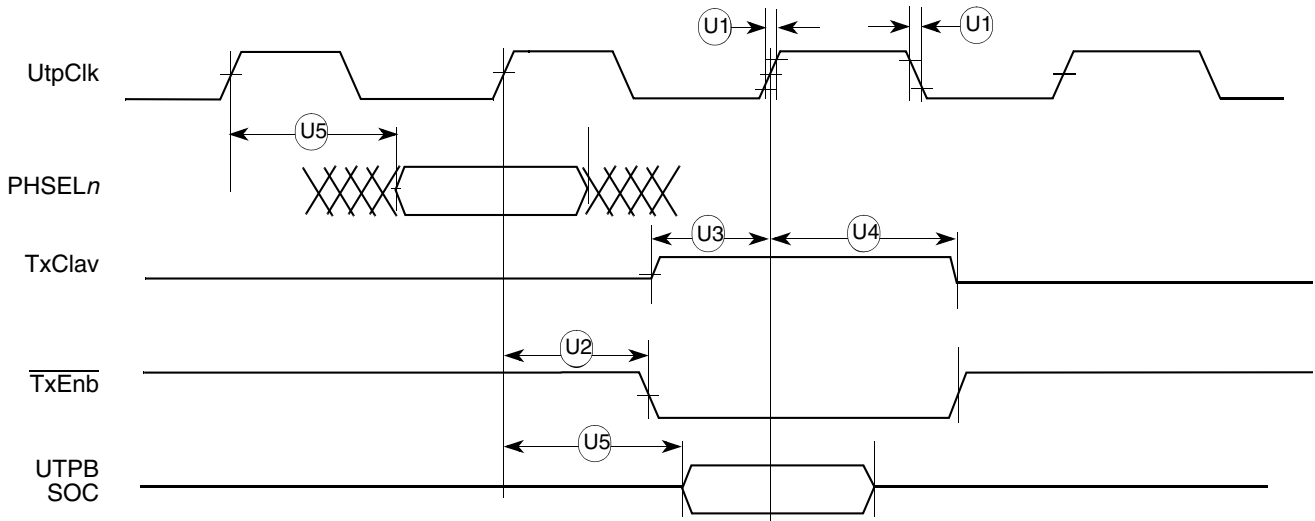 U1
U1
UtpClk
U5
PHSELn
U3
U4
TxClav
U2
TxEnb
U5
UTPB
SOC